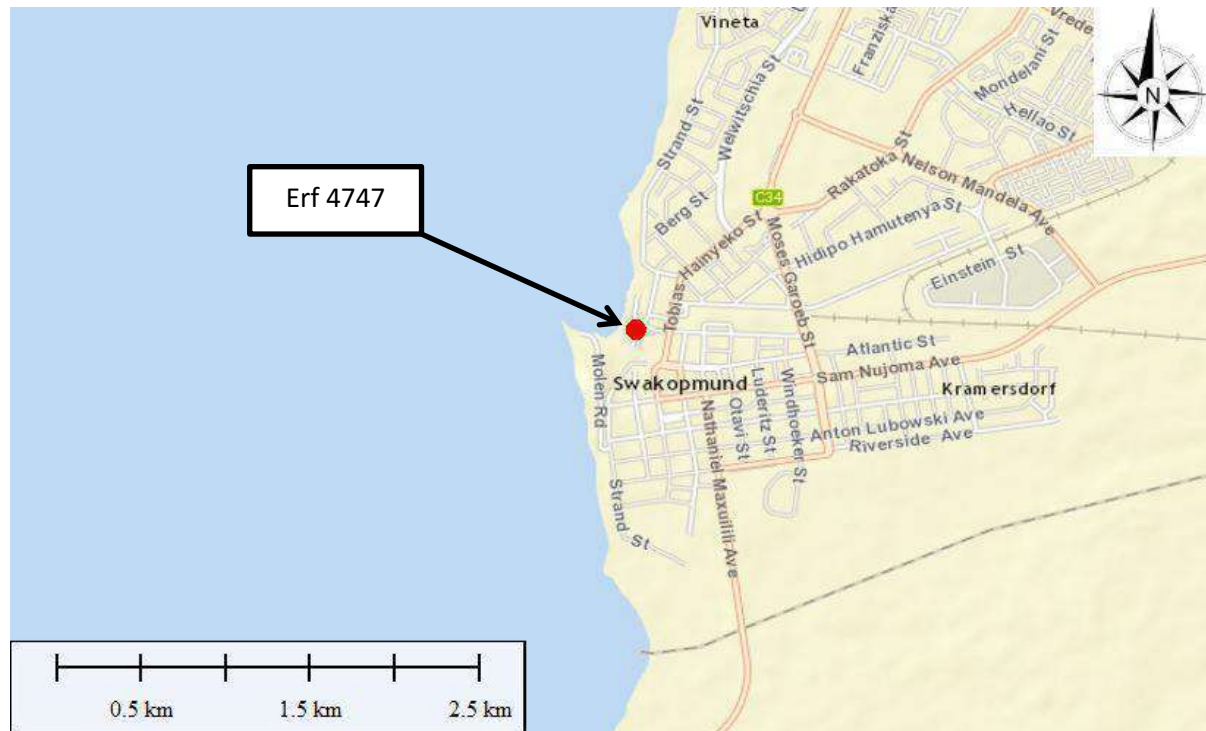 Vineta
Franziska
Vrede
Mondelani St
Hellao St
N
Strand St
Welwitschia St
Rakatoka St
Nelson Mandela Ave
Erf 4747
Berg St
C34
Tobias Hainyeko St
Moses Garoeb St
Hidipo Hamutenya St
Einstein St
Molen Rd
Swakopmund
Atlantic St
Sam Nujoma Ave
Kramersdorf
Nathaniel Maxuilili Ave
Otavi St
Luderitz St
Windhoeker St
Anton Lubowski Ave
Riverside Ave
Strand St
0.5 km 1.5 km 2.5 km